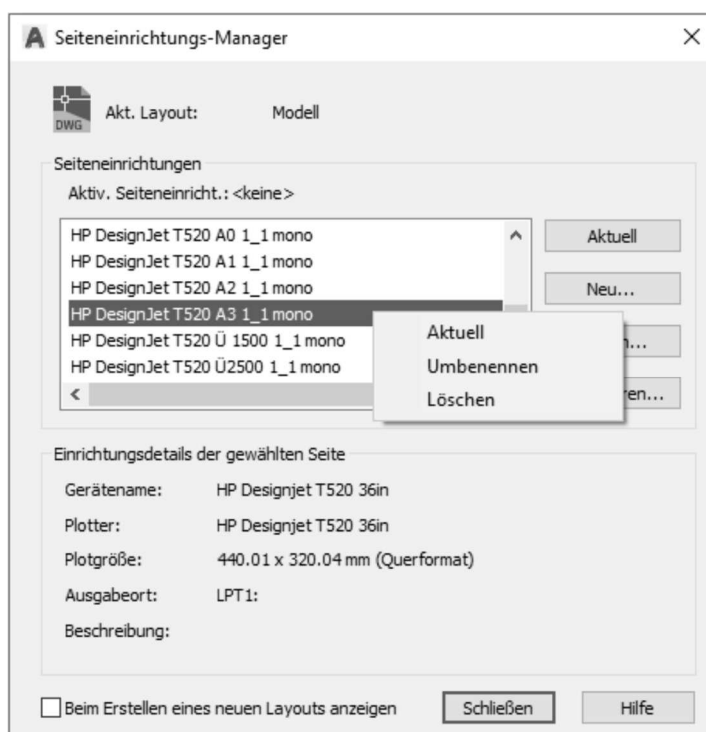 Seiteneinrichtungs-Manager
DWG
Akt. Layout: Modell
Seiteneinrichtungen
Aktiv. Seiteneinricht.: <keine>
HP DesignJet T520 A0 1_1 mono
HP DesignJet T520 A1 1_1 mono
HP DesignJet T520 A2 1_1 mono
HP DesignJet T520 A3 1_1 mono
HP DesignJet T520 Ü 1500 1_1 mono
HP DesignJet T520 Ü2500 1_1 mono
Aktuell
Neu...
n...
ren...
Aktuell
Umbenennen
Löschen
Einrichtungsdetails der gewählten Seite
Gerätename: HP Designjet T520 36in
Plotter: HP Designjet T520 36in
Plotgröße: 440.01 x 320.04 mm (Querformat)
Ausgabeort: LPT1:
Beschreibung:
Beim Erstellen eines neuen Layouts anzeigen
Schließen
Hilfe